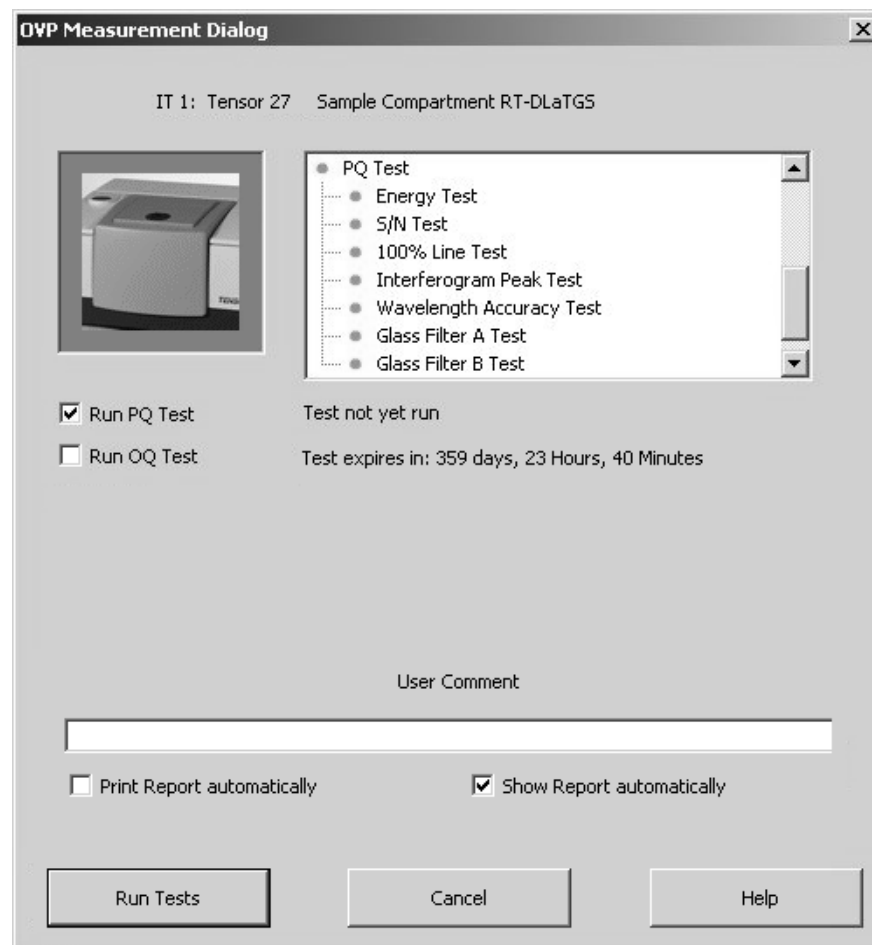 OVP Measurement Dialog
IT 1: Tensor 27 Sample Compartment RT-DLaTGS
PQ Test
Energy Test
S/N Test
100% Line Test
Interferogram Peak Test
Wavelength Accuracy Test
Glass Filter A Test
Glass Filter B Test
Run PQ Test
Test not yet run
Run OQ Test
Test expires in: 359 days, 23 Hours, 40 Minutes
User Comment
Print Report automatically
Show Report automatically
Run Tests
Cancel
Help